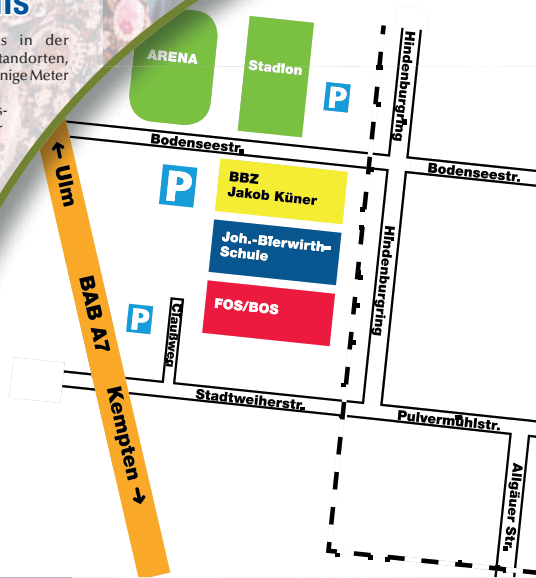 s in der
tandorten,
nige Meter
s-
ARENA
Stadion
P
Hindenburgring
Bodenseestr.
Bodenseestr.
← Ulm
P
BBZ
Jakob Küner
Joh.-Bierwirth-
Schule
Hindenburgring
FOS/BOS
BAB A7
P
Claußweg
Kempten →
Stadtweiherstr.
Pulvermühlstr.
Allgäuer Str.